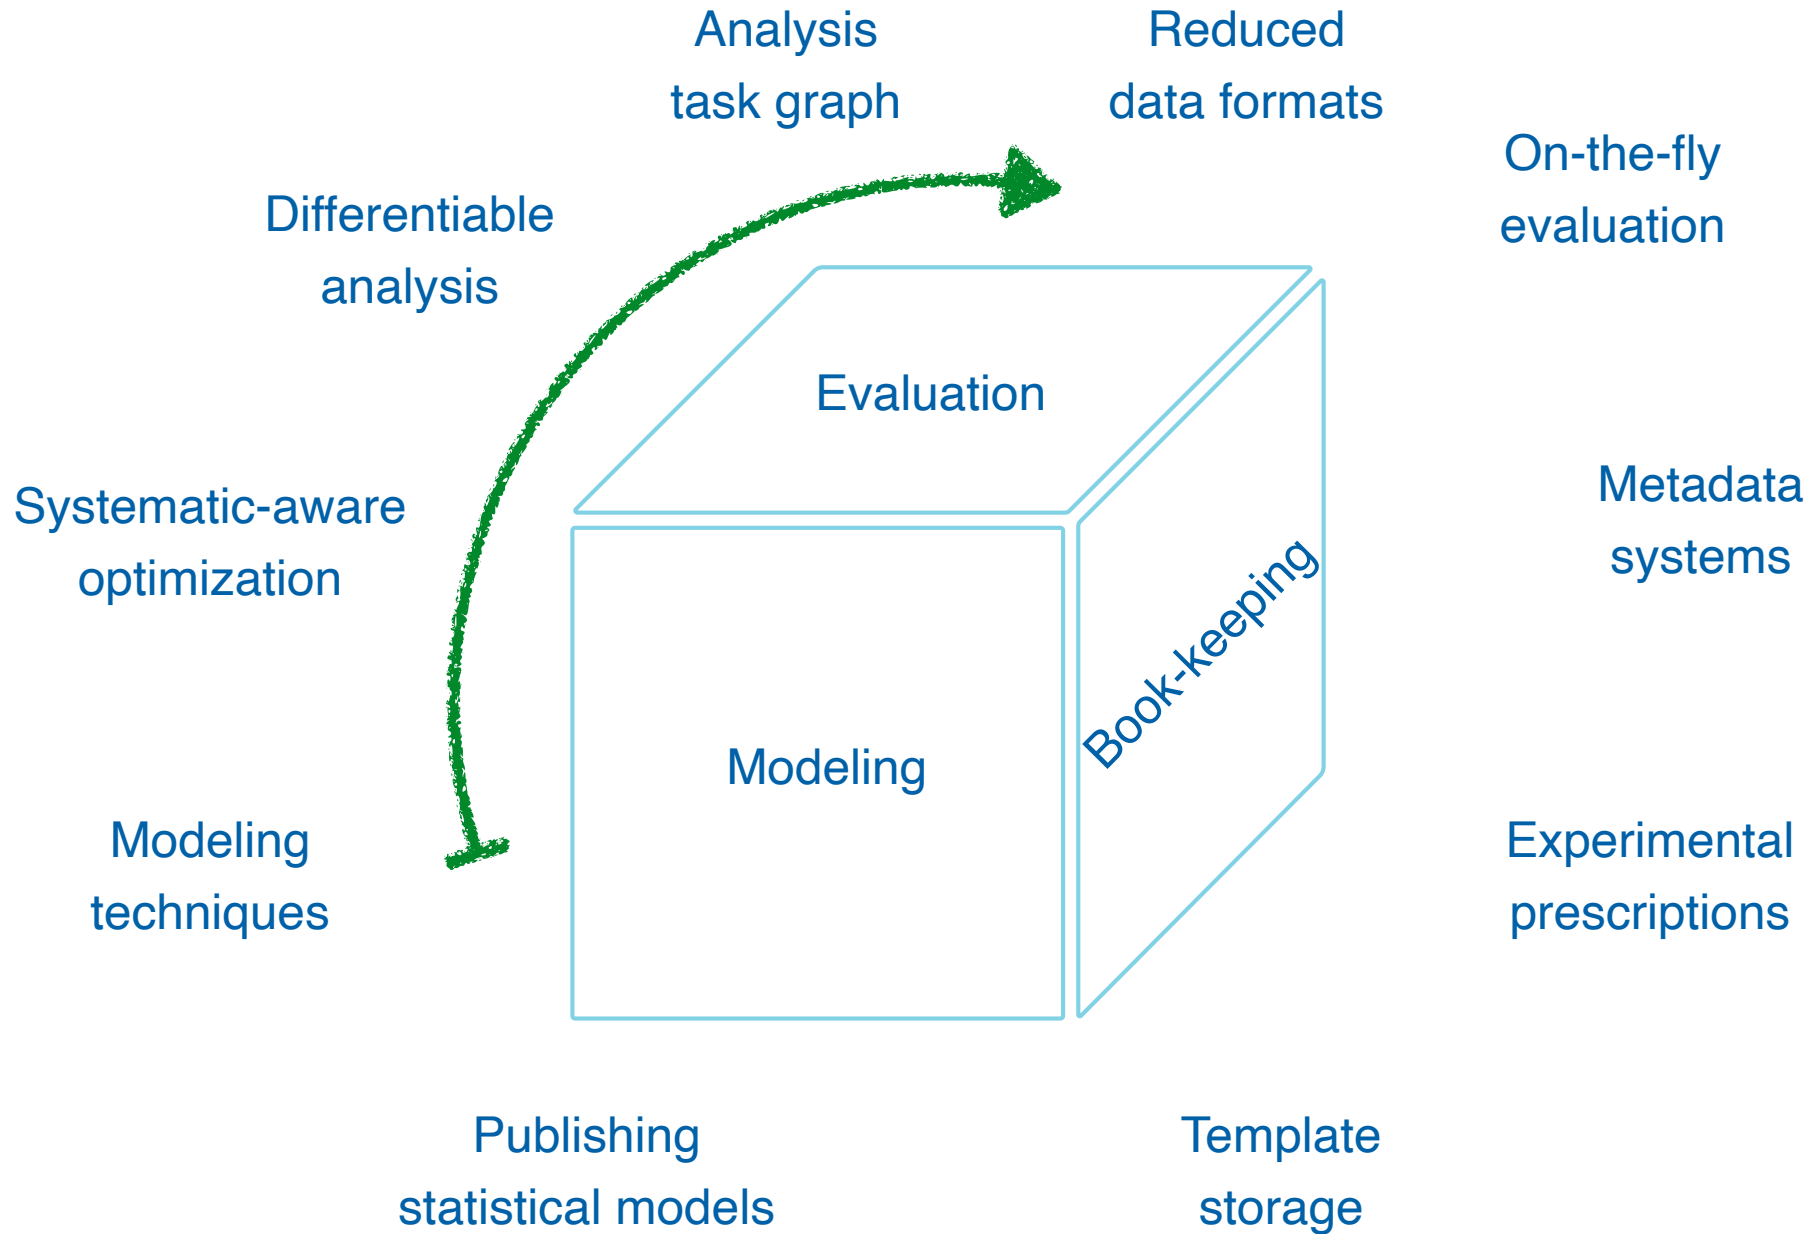 Analysis
task graph
Reduced
data formats
On-the-fly
evaluation
Differentiable
analysis
Evaluation
Systematic-aware
optimization
Metadata
systems
Book-keeping
Modeling
Modeling
techniques
Experimental
prescriptions
Publishing
statistical models
Template
storage